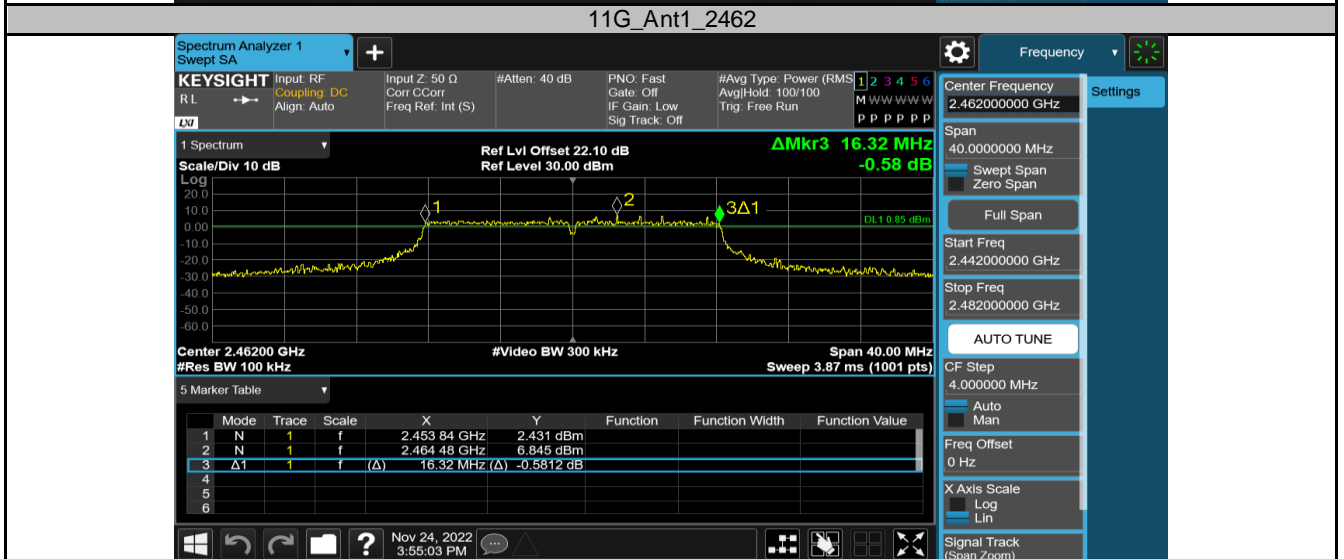 11G_Ant1_2462
Spectrum Analyzer 1
Swept SA
Frequency
KEYSIGHT
R L
LXI
Input: RF
Coupling: DC
Align: Auto
Input Z: 50 Ω
Corr CCorr
Freq Ref: Int (S)
#Atten: 40 dB
PNO: Fast
Gate: Off
IF Gain: Low
Sig Track: Off
#Avg Type: Power (RMS
Avg|Hold: 100/100
Trig: Free Run
1 2 3 4 5 6
M W W W W W
P P P P P P
1 Spectrum
Scale/Div 10 dB
Ref Lvl Offset 22.10 dB
Ref Level 30.00 dBm
ΔMkr3 16.32 MHz
-0.58 dB
Log
20.0
10.0
0.00
-10.0
-20.0
-30.0
-40.0
-50.0
-60.0
1
2
3Δ1
DL1 0.85 dBm
Center 2.46200 GHz
#Res BW 100 kHz
#Video BW 300 kHz
Span 40.00 MHz
Sweep 3.87 ms (1001 pts)
5 Marker Table
Mode Trace Scale X Y Function Function Width Function Value
1 N 1 f 2.453 84 GHz 2.431 dBm
2 N 1 f 2.464 48 GHz 6.845 dBm
3 Δ1 1 f (Δ) 16.32 MHz (Δ) -0.5812 dB
4
5
6
Nov 24, 2022
3:55:03 PM
Center Frequency
2.462000000 GHz
Settings
Span
40.0000000 MHz
Swept Span
Zero Span
Full Span
Start Freq
2.442000000 GHz
Stop Freq
2.482000000 GHz
AUTO TUNE
CF Step
4.000000 MHz
Auto
Man
Freq Offset
0 Hz
X Axis Scale
Log
Lin
Signal Track
(Span Zoom)